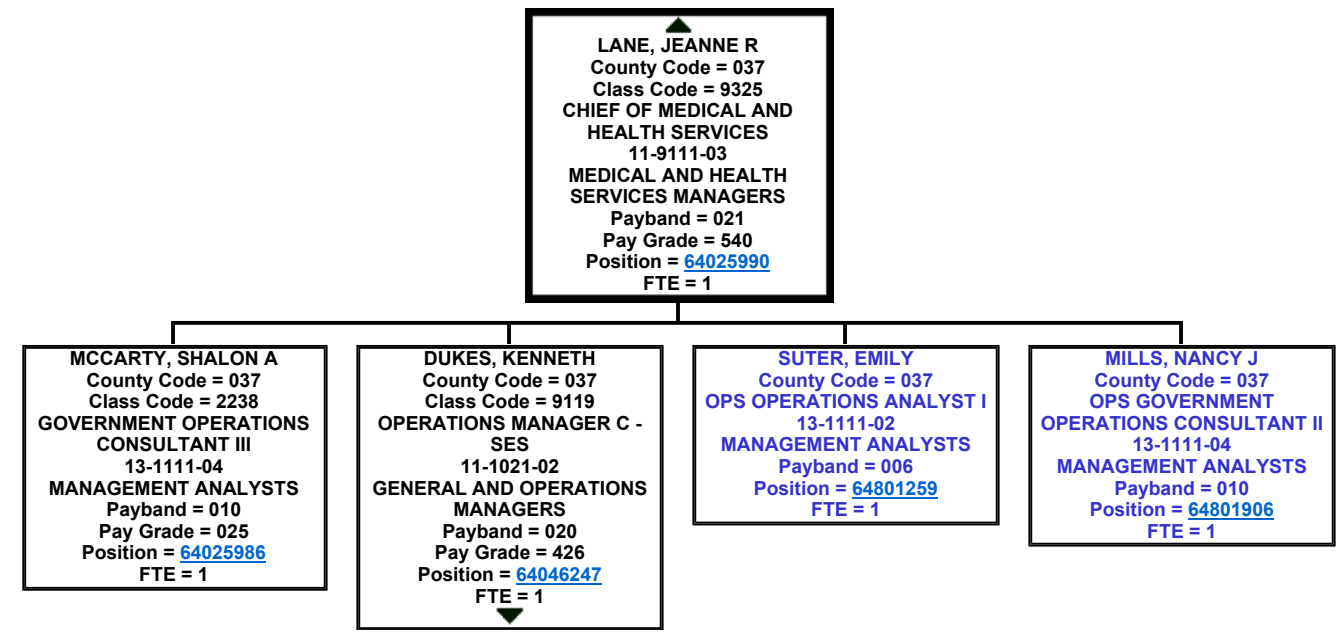 LANE, JEANNE R
County Code = 037
Class Code = 9325
CHIEF OF MEDICAL AND
HEALTH SERVICES
11-9111-03
MEDICAL AND HEALTH
SERVICES MANAGERS
Payband = 021
Pay Grade = 540
Position = 64025990
FTE = 1
MCCARTY, SHALON A
County Code = 037
Class Code = 2238
GOVERNMENT OPERATIONS
CONSULTANT III
13-1111-04
MANAGEMENT ANALYSTS
Payband = 010
Pay Grade = 025
Position = 64025986
FTE = 1
DUKES, KENNETH
County Code = 037
Class Code = 9119
OPERATIONS MANAGER C -
SES
11-1021-02
GENERAL AND OPERATIONS
MANAGERS
Payband = 020
Pay Grade = 426
Position = 64046247
FTE = 1
SUTER, EMILY
County Code = 037
OPS OPERATIONS ANALYST I
13-1111-02
MANAGEMENT ANALYSTS
Payband = 006
Position = 64801259
FTE = 1
MILLS, NANCY J
County Code = 037
OPS GOVERNMENT
OPERATIONS CONSULTANT II
13-1111-04
MANAGEMENT ANALYSTS
Payband = 010
Position = 64801906
FTE = 1